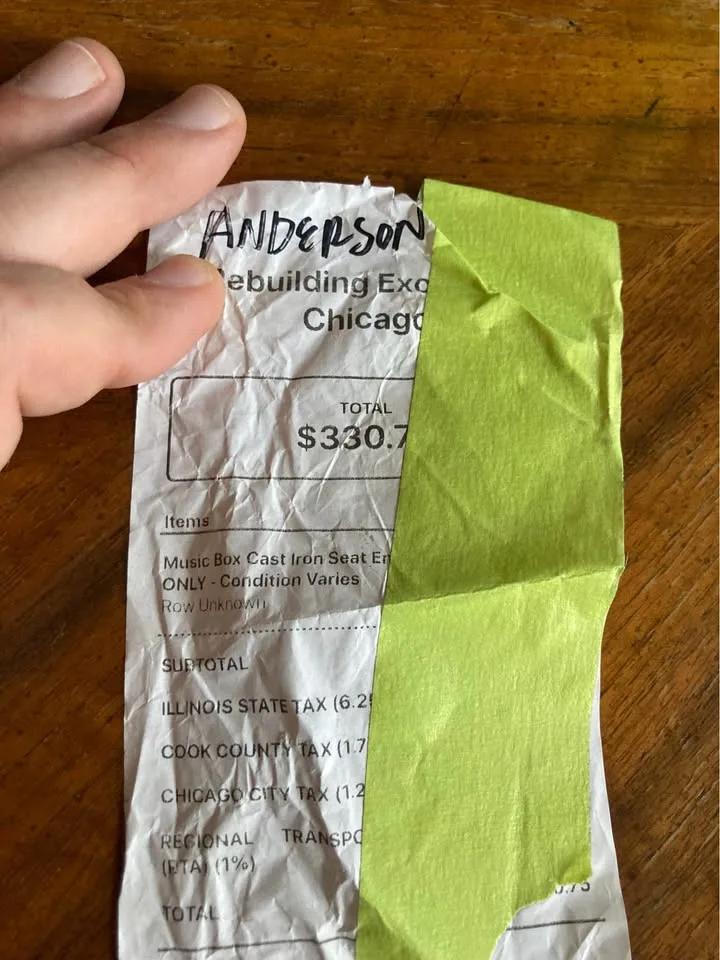 ANDERSON
ebuilding Exc
Chicago
TOTAL
$330.7
Items
Music Box Cast Iron Seat En
ONLY - Condition Varies
Row Unknown
SUBTOTAL
ILLINOIS STATE TAX (6.25
COOK COUNTY TAX (1.7
CHICAGO CITY TAX (1.2
REGIONAL TRANSPO
(RTA) (1%)
TOTAL